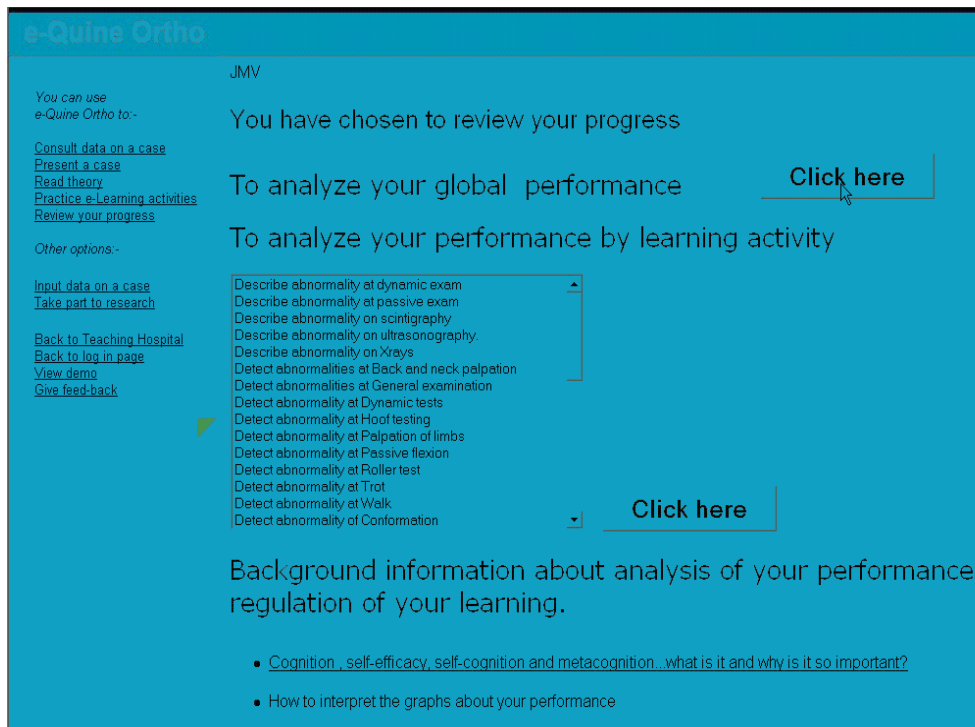 e-Quine Ortho
JMV
You can use
e-Quine Ortho to:-
Consult data on a case
Present a case
Read theory
Practice e-Learning activities
Review your progress
Other options:-
Input data on a case
Take part to research
Back to Teaching Hospital
Back to log in page
View demo
Give feed-back
You have chosen to review your progress
To analyze your global performance
Click here
To analyze your performance by learning activity
Describe abnormality at dynamic exam
Describe abnormality at passive exam
Describe abnormality on scintigraphy
Describe abnormality on ultrasonography.
Describe abnormality on Xrays
Detect abnormalities at Back and neck palpation
Detect abnormalities at General examination
Detect abnormality at Dynamic tests
Detect abnormality at Hoof testing
Detect abnormality at Palpation of limbs
Detect abnormality at Passive flexion
Detect abnormality at Roller test
Detect abnormality at Trot
Detect abnormality at Walk
Detect abnormality of Conformation
Click here
Background information about analysis of your performance
regulation of your learning.
Cognition , self-efficacy, self-cognition and metacognition...what is it and why is it so important?
How to interpret the graphs about your performance